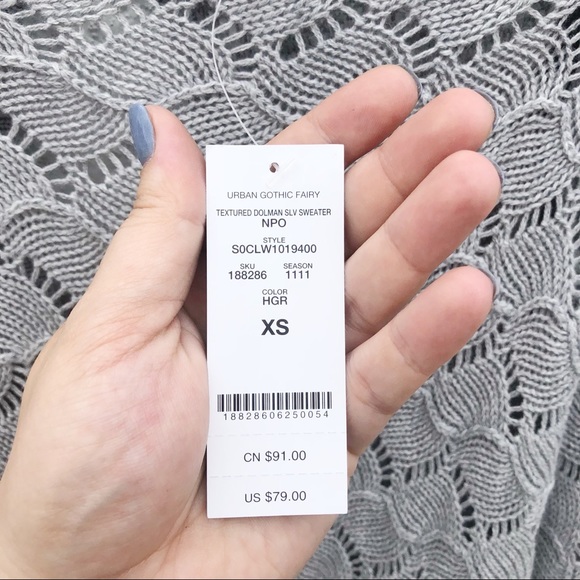 URBAN GOTHIC FAIRY
TEXTURED DOLMAN SLV SWEATER
NPO
STYLE
S0CLW1019400
SKU SEASON
188286 1111
COLOR
HGR
XS
18828606250054
CN $91.00
US $79.00